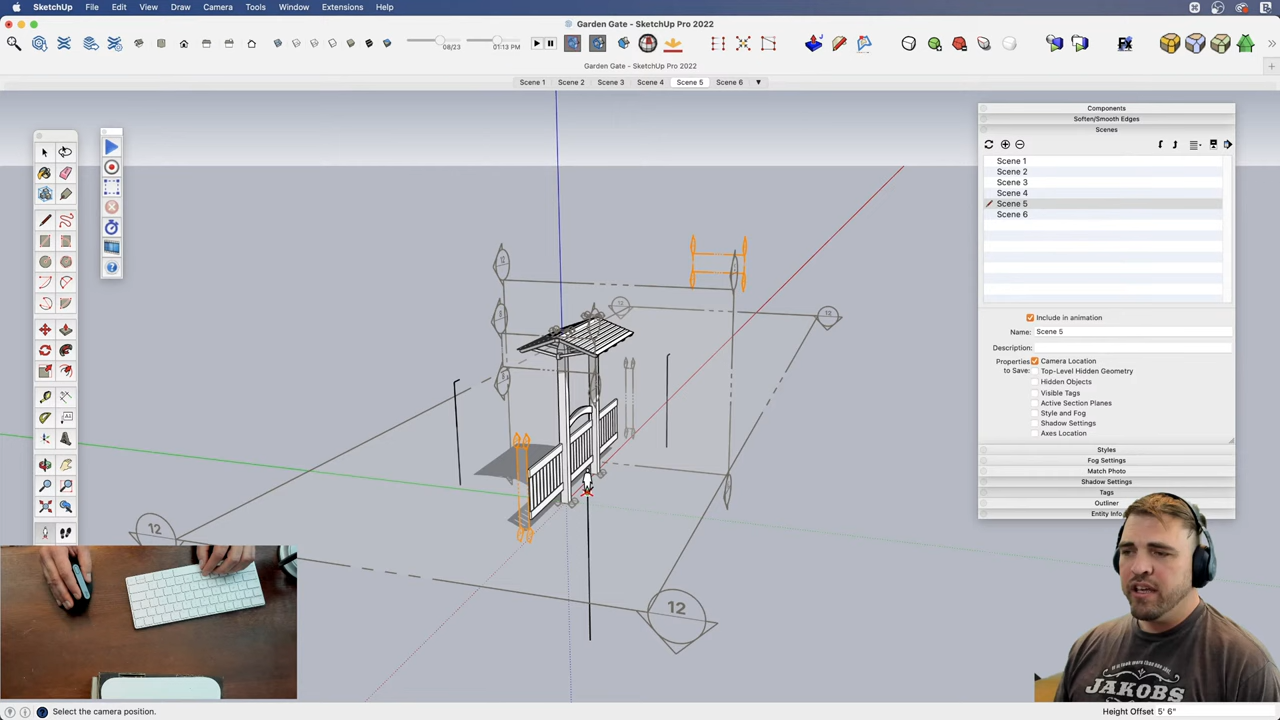 SketchUp File Edit View Draw Camera Tools Window Extensions Help
Garden Gate - SketchUp Pro 2022
08/23 01:13 PM
Garden Gate - SketchUp Pro 2022
Scene 1 Scene 2 Scene 3 Scene 4 Scene 5 Scene 6
Components
Soften/Smooth Edges
Scenes
Scene 1
Scene 2
Scene 3
Scene 4
Scene 5
Scene 6
Include in animation
Name: Scene 5
Description:
Properties to Save:
Camera Location
Top-Level Hidden Geometry
Hidden Objects
Visible Tags
Active Section Planes
Style and Fog
Shadow Settings
Axes Location
Styles
Fog Settings
Match Photo
Shadow Settings
Tags
Outliner
Entity Info
12
12
12
12
12
JAKOBS
Select the camera position.
Height Offset 5' 6"